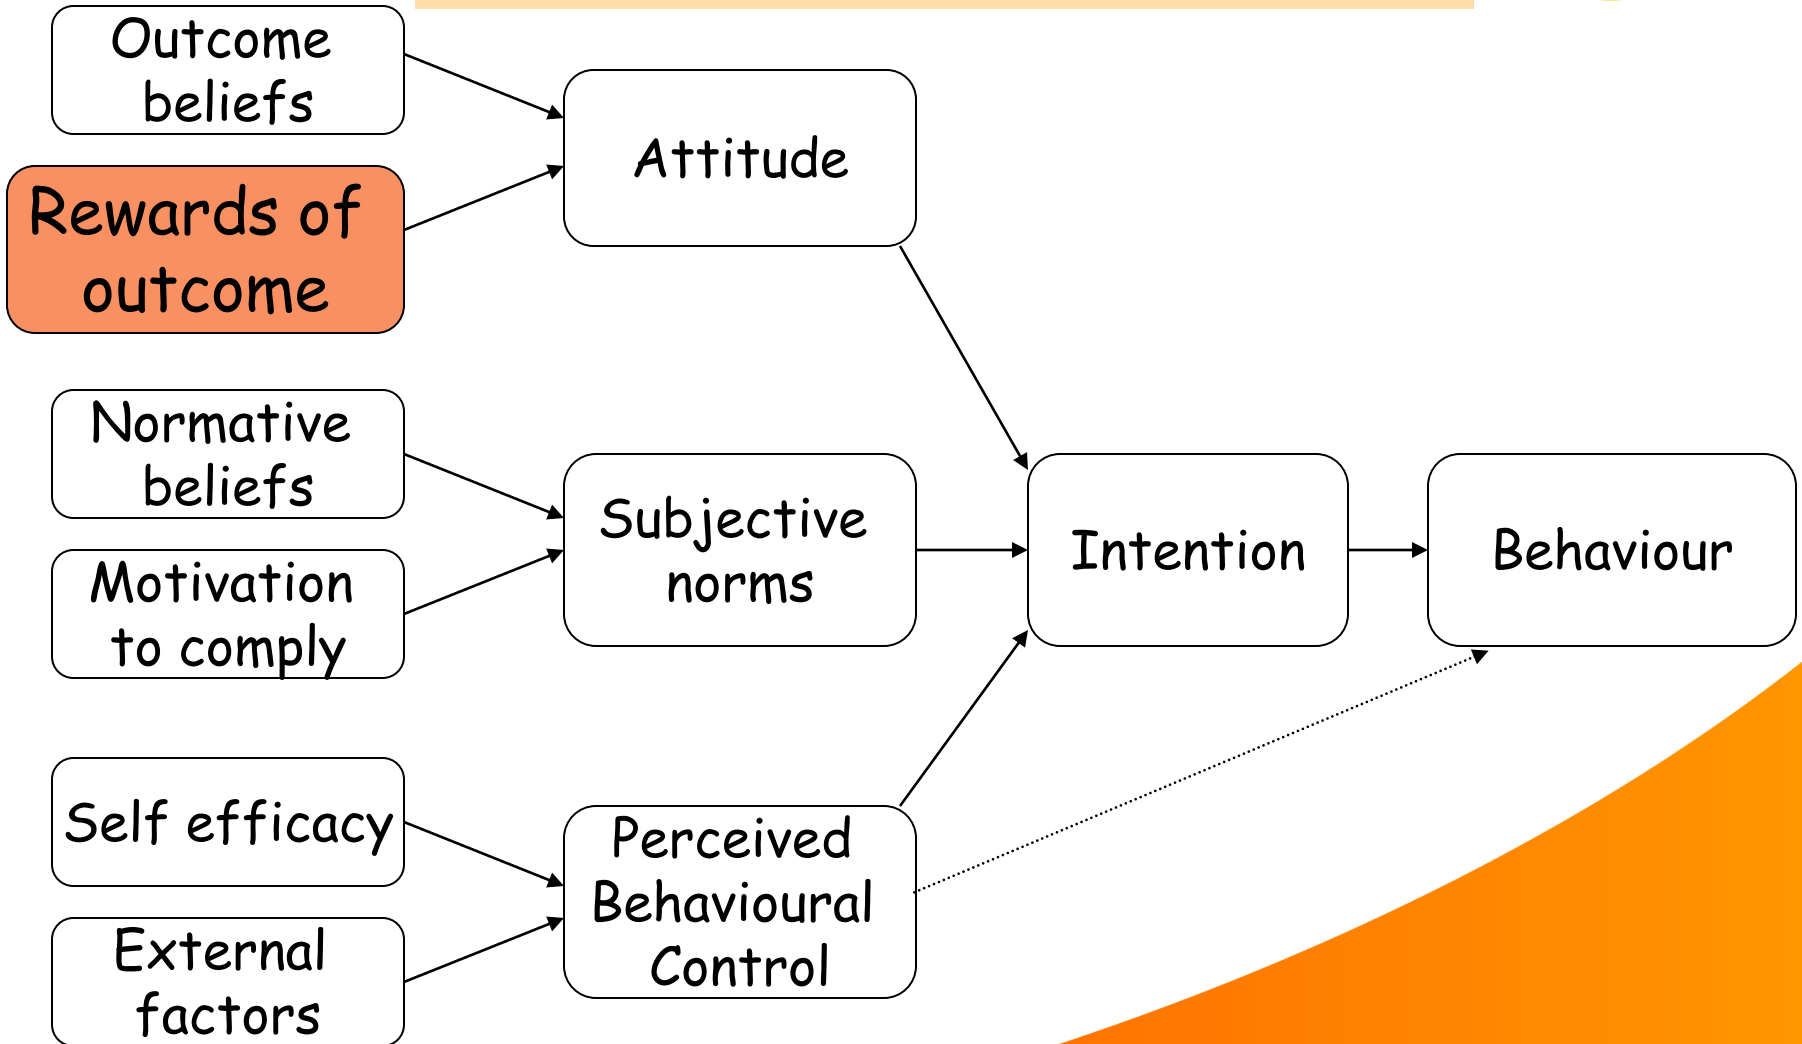 Outcome
beliefs
Rewards of
outcome
Attitude
Normative
beliefs
Motivation
to comply
Subjective
norms
Intention
Behaviour
Self efficacy
External
factors
Perceived
Behavioural
Control